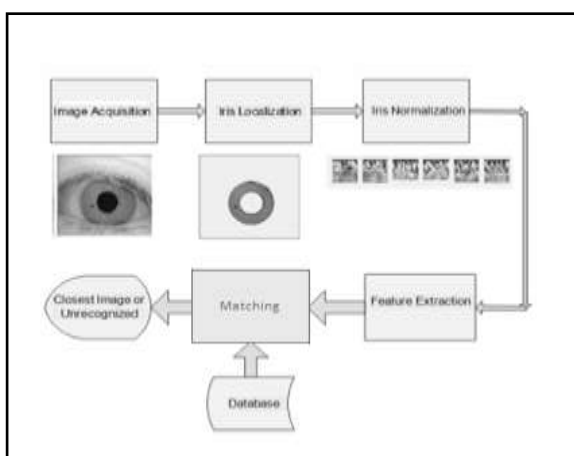 Image Acquisition
Iris Localization
Iris Normalization
Feature Extraction
Matching
Closest Image or
Unrecognized
Database